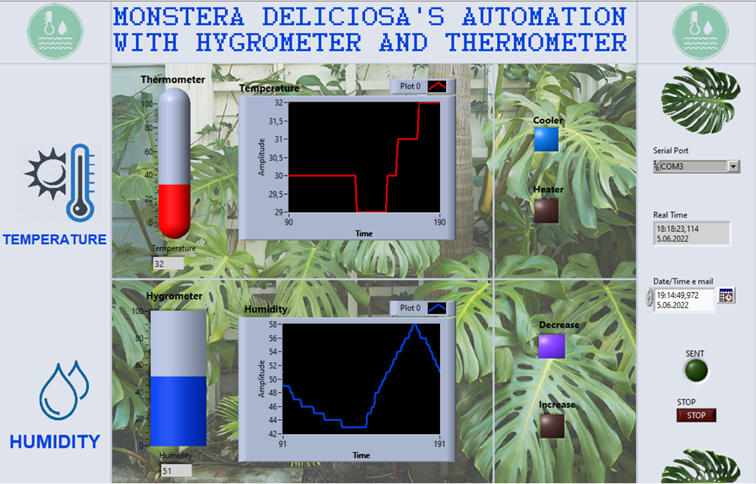 MONSTERA DELICIOSA'S AUTOMATION
WITH HYGROMETER AND THERMOMETER
TEMPERATURE
HUMIDITY
Thermometer
100
80
60
40
20
0
Temperature
32
Temperature
Plot 0
Amplitude
32
31,5
31
30,5
30
29,5
29
90
190
Time
Cooler
Heater
Hygrometer
100
80
60
40
20
0
Humidity
51
Humidity
Plot 0
Amplitude
58
56
54
52
50
48
46
44
42
91
191
Time
Decrease
Increase
Serial Port
COM3
Real Time
18:18:23,114
5.06.2022
Date/Time e mail
19:14:49,972
5.06.2022
SENT
STOP
STOP